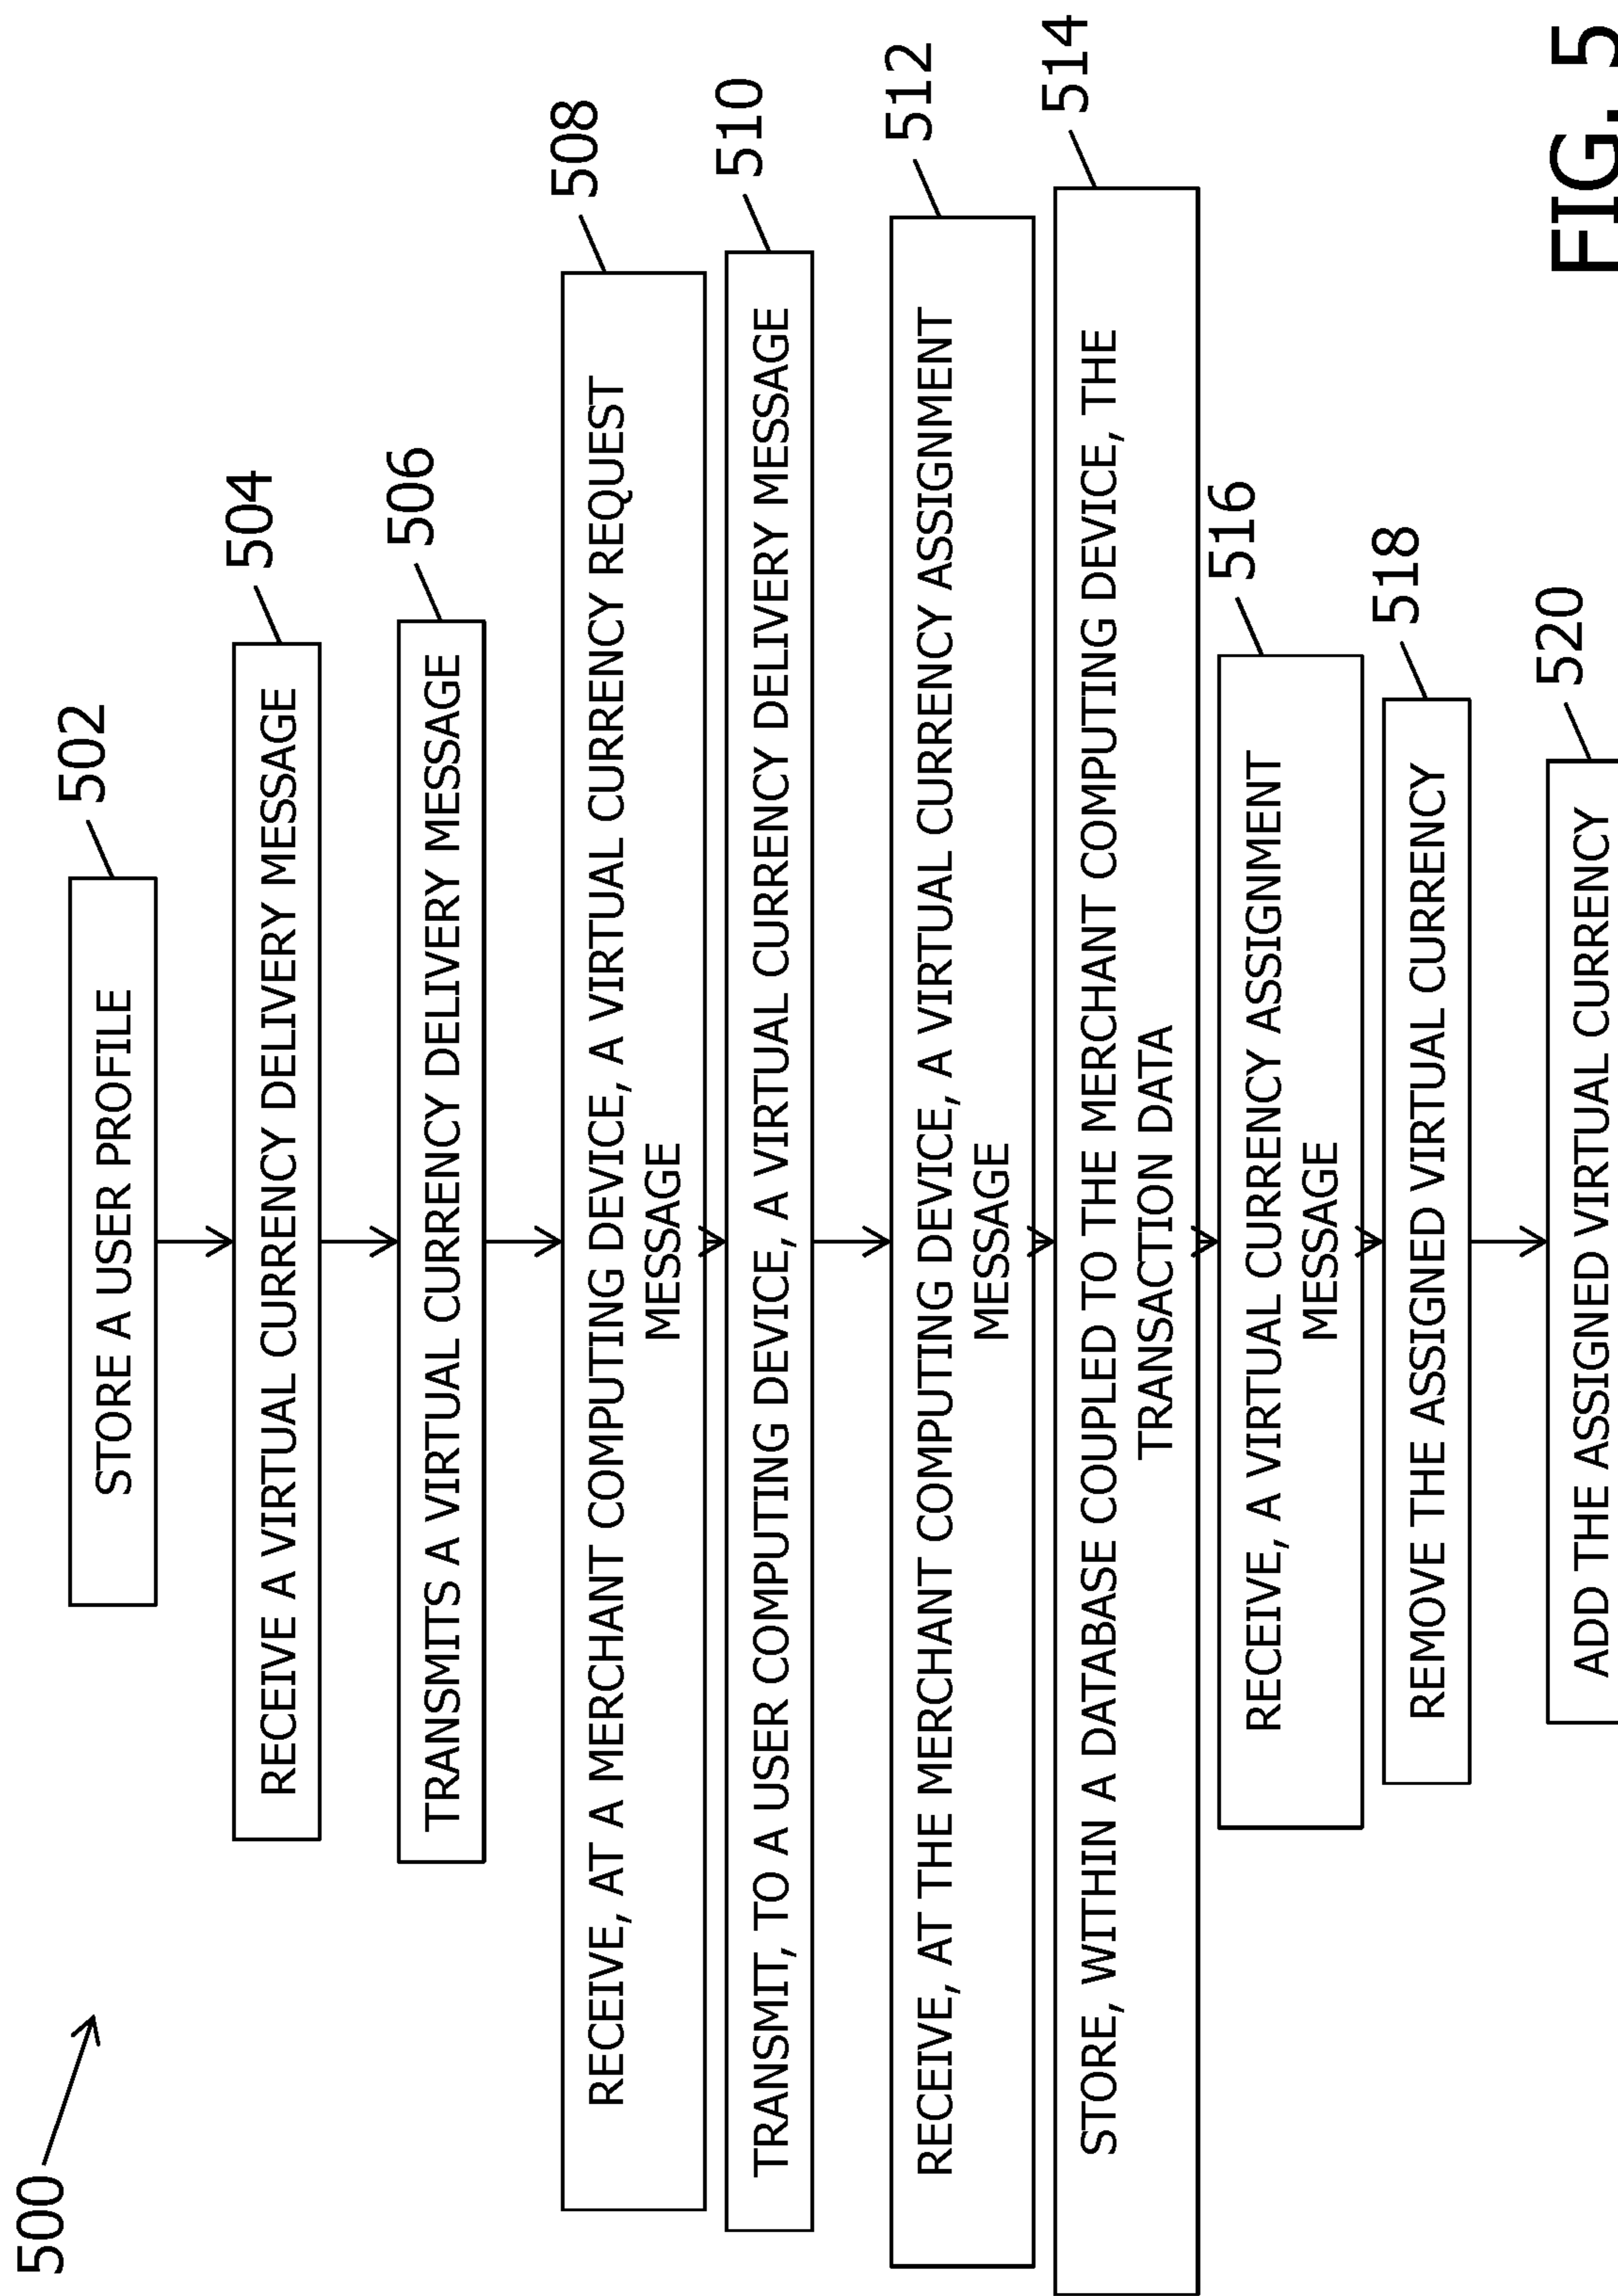 500
502
STORE A USER PROFILE
504
RECEIVE A VIRTUAL CURRENCY DELIVERY MESSAGE
506
TRANSMITS A VIRTUAL CURRENCY DELIVERY MESSAGE
508
RECEIVE, AT A MERCHANT COMPUTING DEVICE, A VIRTUAL CURRENCY REQUEST
MESSAGE
510
TRANSMIT, TO A USER COMPUTING DEVICE, A VIRTUAL CURRENCY DELIVERY MESSAGE
512
RECEIVE, AT THE MERCHANT COMPUTING DEVICE, A VIRTUAL CURRENCY ASSIGNMENT
MESSAGE
514
STORE, WITHIN A DATABASE COUPLED TO THE MERCHANT COMPUTING DEVICE, THE
TRANSACTION DATA
516
RECEIVE, A VIRTUAL CURRENCY ASSIGNMENT
MESSAGE
518
REMOVE THE ASSIGNED VIRTUAL CURRENCY
520
ADD THE ASSIGNED VIRTUAL CURRENCY
FIG. 5